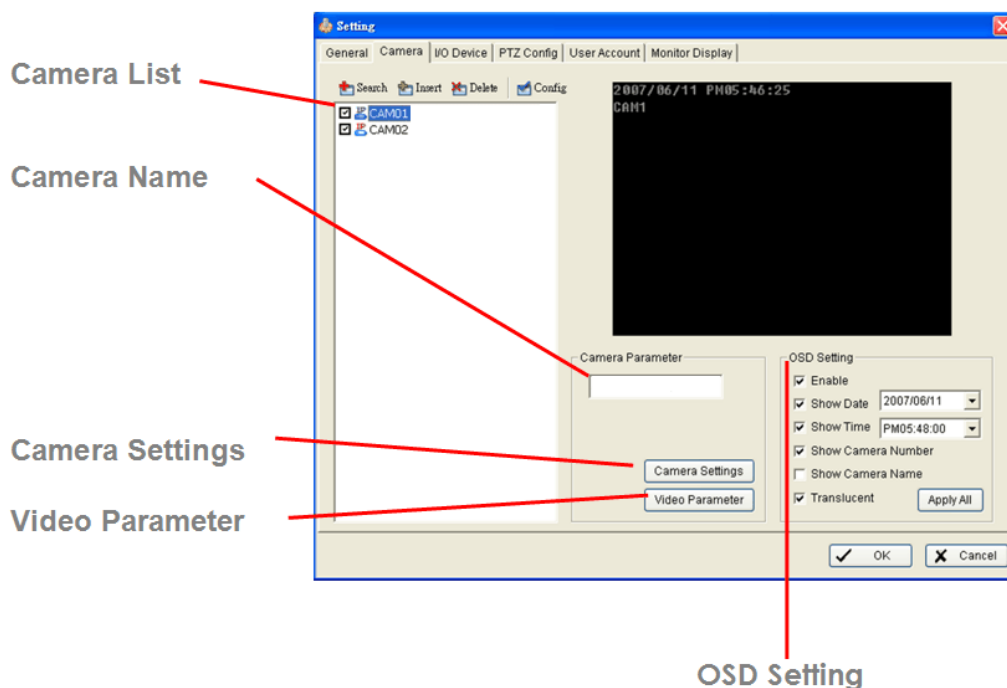 Setting
General Camera I/O Device PTZ Config User Account Monitor Display
Camera List
Search Insert Delete Config
2007/06/11 PM05:46:25
CAM1
CAM01
CAM02
Camera Name
Camera Parameter
OSD Setting
Enable
Show Date 2007/06/11
Show Time PM05:48:00
Show Camera Number
Camera Settings
Camera Settings
Show Camera Name
Video Parameter
Video Parameter
Translucent Apply All
OK Cancel
OSD Setting